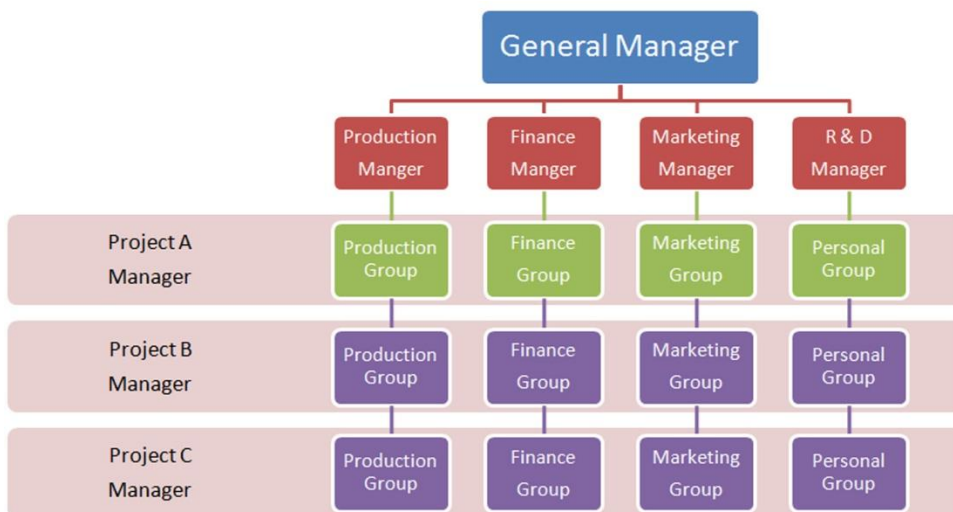 General Manager
Production
Manger
Finance
Manger
Marketing
Manager
R & D
Manager
Project A
Manager
Production
Group
Finance
Group
Marketing
Group
Personal
Group
Project B
Manager
Production
Group
Finance
Group
Marketing
Group
Personal
Group
Project C
Manager
Production
Group
Finance
Group
Marketing
Group
Personal
Group